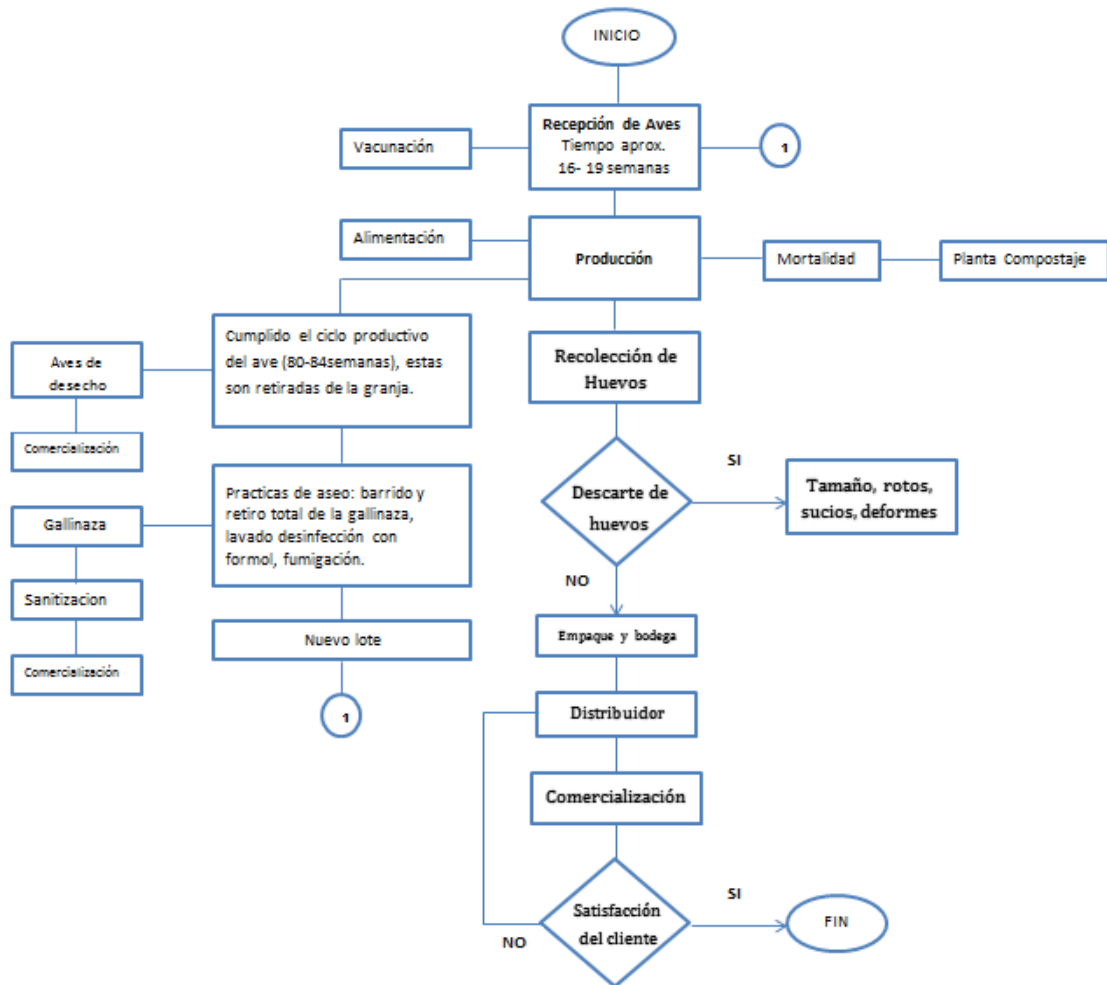 INICIO
Recepción de Aves
Tiempo aprox.
16- 19 semanas
Vacunación
1
Alimentación
Producción
Mortalidad
Planta Compostaje
Cumplido el ciclo productivo
del ave (80-84semanas), estas
son retiradas de la granja.
Aves de
desecho
Comercialización
Recolección de
Huevos
Practicas de aseo: barrido y
retiro total de la gallinaza,
lavado desinfección con
formol, fumigación.
Gallinaza
Sanitizacion
Comercialización
Nuevo lote
1
Descarte de
huevos
SI
Tamaño, rotos,
sucios, deformes
NO
Empaque y bodega
Distribuidor
Comercialización
Satisfacción
del cliente
SI
FIN
NO